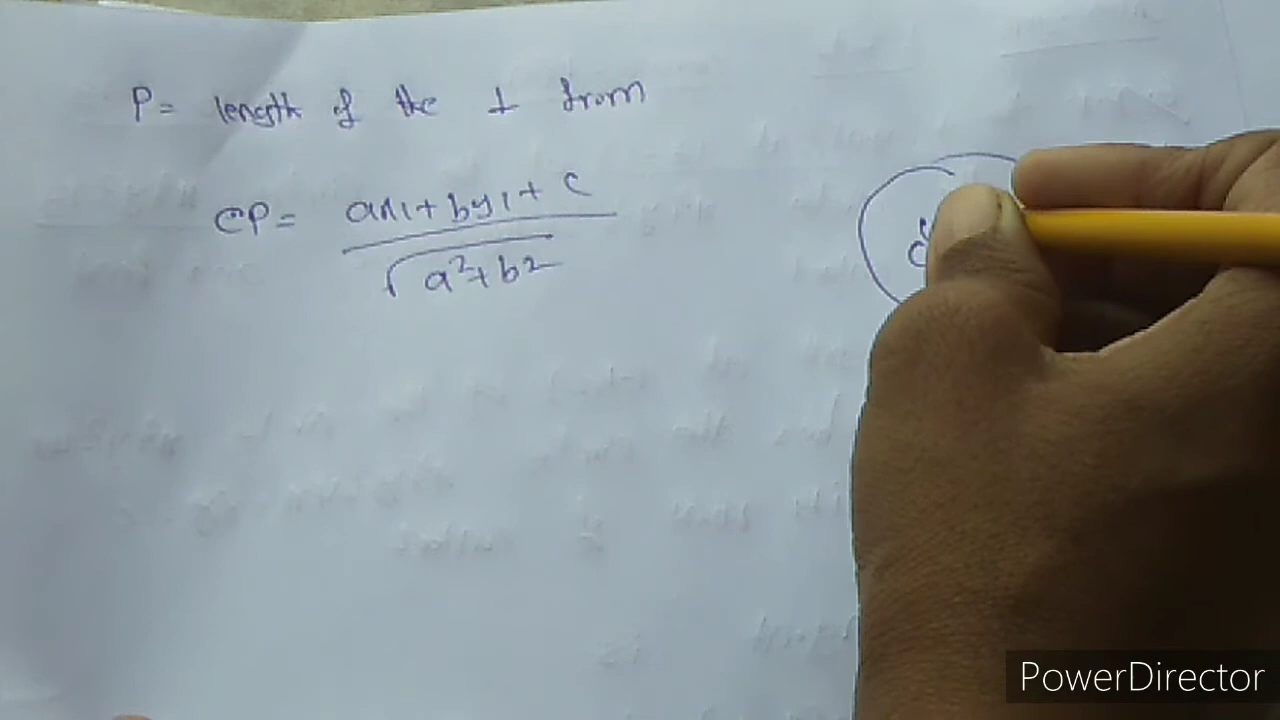 P = length of the ⊥ from
CP = ax1 + by1 + c
√a²+b2
PowerDirector